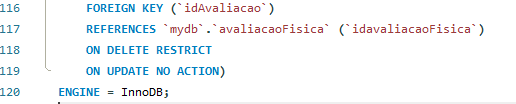 116 FOREIGN KEY (`idAvaliacao`)
117 REFERENCES `mydb`.`avaliacaoFisica` (`idavaliacaoFisica`)
118 ON DELETE RESTRICT
119 ON UPDATE NO ACTION)
120 ENGINE = InnoDB;